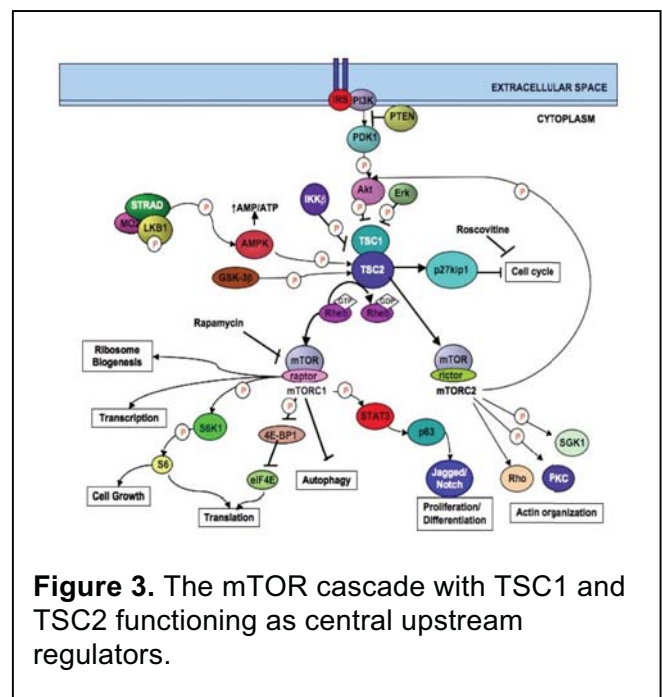 EXTRACELLULAR SPACE
IRS PI3K
CYTOPLASM
PTEN
PDK1
P
Akt
Erk
P
P
P
IKKβ
P
STRAD
MO25
LKB1
P
P
↑AMP/ATP
AMPK
P
GSK-3β
P
TSC1
TSC2
p27kip1
Roscovitine
Cell cycle
GTP
Rheb
GDP
Rheb
Rapamycin
mTOR
raptor
mTORC1
mTOR
rictor
mTORC2
Ribosome
Biogenesis
Transcription
P
S6K1
P
S6
Cell Growth
P
4E-BP1
eIF4E
Translation
Autophagy
P
STAT3
P
p63
Jagged/
Notch
Proliferation/
Differentiation
P
P
SGK1
Rho
PKC
Actin organization
Figure 3. The mTOR cascade with TSC1 and
TSC2 functioning as central upstream
regulators.